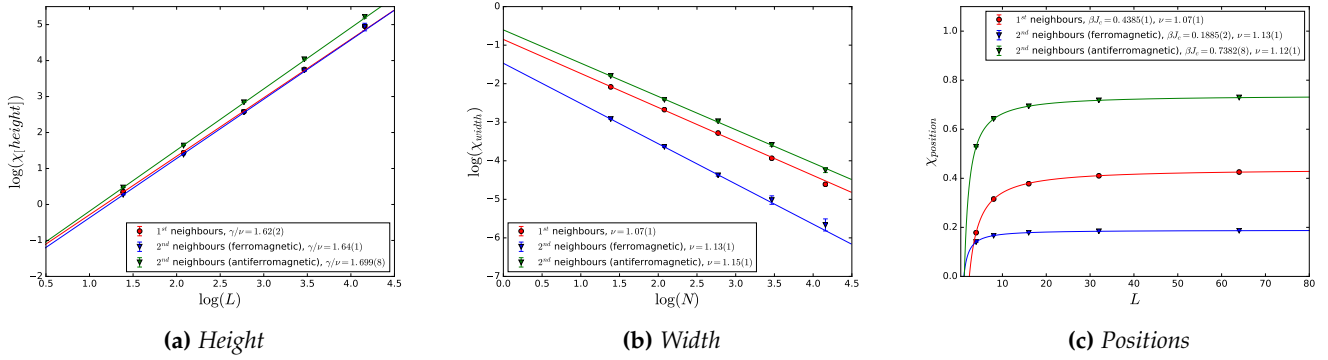 6
5
4
3
2
1
0
−1
−2
0.5 1.0 1.5 2.0 2.5 3.0 3.5 4.0 4.5
log(χ[height])
log(L)
1st neighbours, γ/ν=1.62(2)
2nd neighbours (ferromagnetic), γ/ν=1.64(1)
2nd neighbours (antiferromagnetic), γ/ν=1.699(8)
(a) Height
1
0
−1
−2
−3
−4
−5
−6
−7
0.0 0.5 1.0 1.5 2.0 2.5 3.0 3.5 4.0 4.5
log(χwidth)
log(N)
1st neighbours, ν=1.07(1)
2nd neighbours (ferromagnetic), ν=1.13(1)
2nd neighbours (antiferromagnetic), ν=1.15(1)
(b) Width
1st neighbours, βJc=0.4385(1), ν=1.07(1)
2nd neighbours (ferromagnetic) βJc=0.1885(2), ν=1.13(1)
2nd neighbours (antiferromagnetic), βJc=0.7382(8), ν=1.12(1)
1.0
0.8
0.6
0.4
0.2
0.0
10 20 30 40 50 60 70 80
χposition
L
(c) Positions